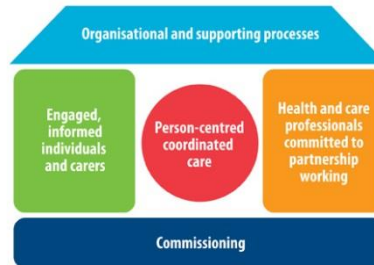 Organisational and supporting processes
Engaged,
informed
individuals
and carers
Person-centred
coordinated
care
Health and care
professionals
committed to
partnership
working
Commissioning